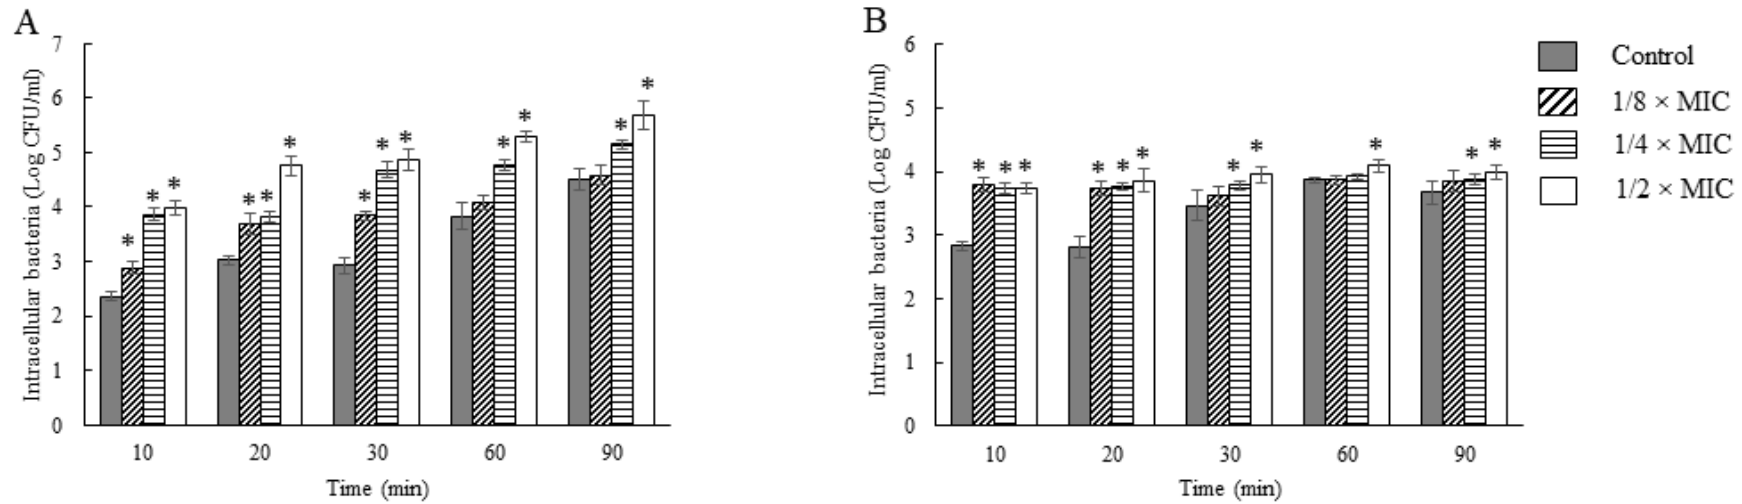 A
Intracellular bacteria (Log CFU/ml)
7
6
5
4
3
2
1
0
* * *
* * *
* * *
* *
* *
10 20 30 60 90
Time (min)
B
Intracellular bacteria (Log CFU/ml)
6
5
4
3
2
1
0
* * *
* * *
* *
*
* *
10 20 30 60 90
Time (min)
Control
1/8 × MIC
1/4 × MIC
1/2 × MIC